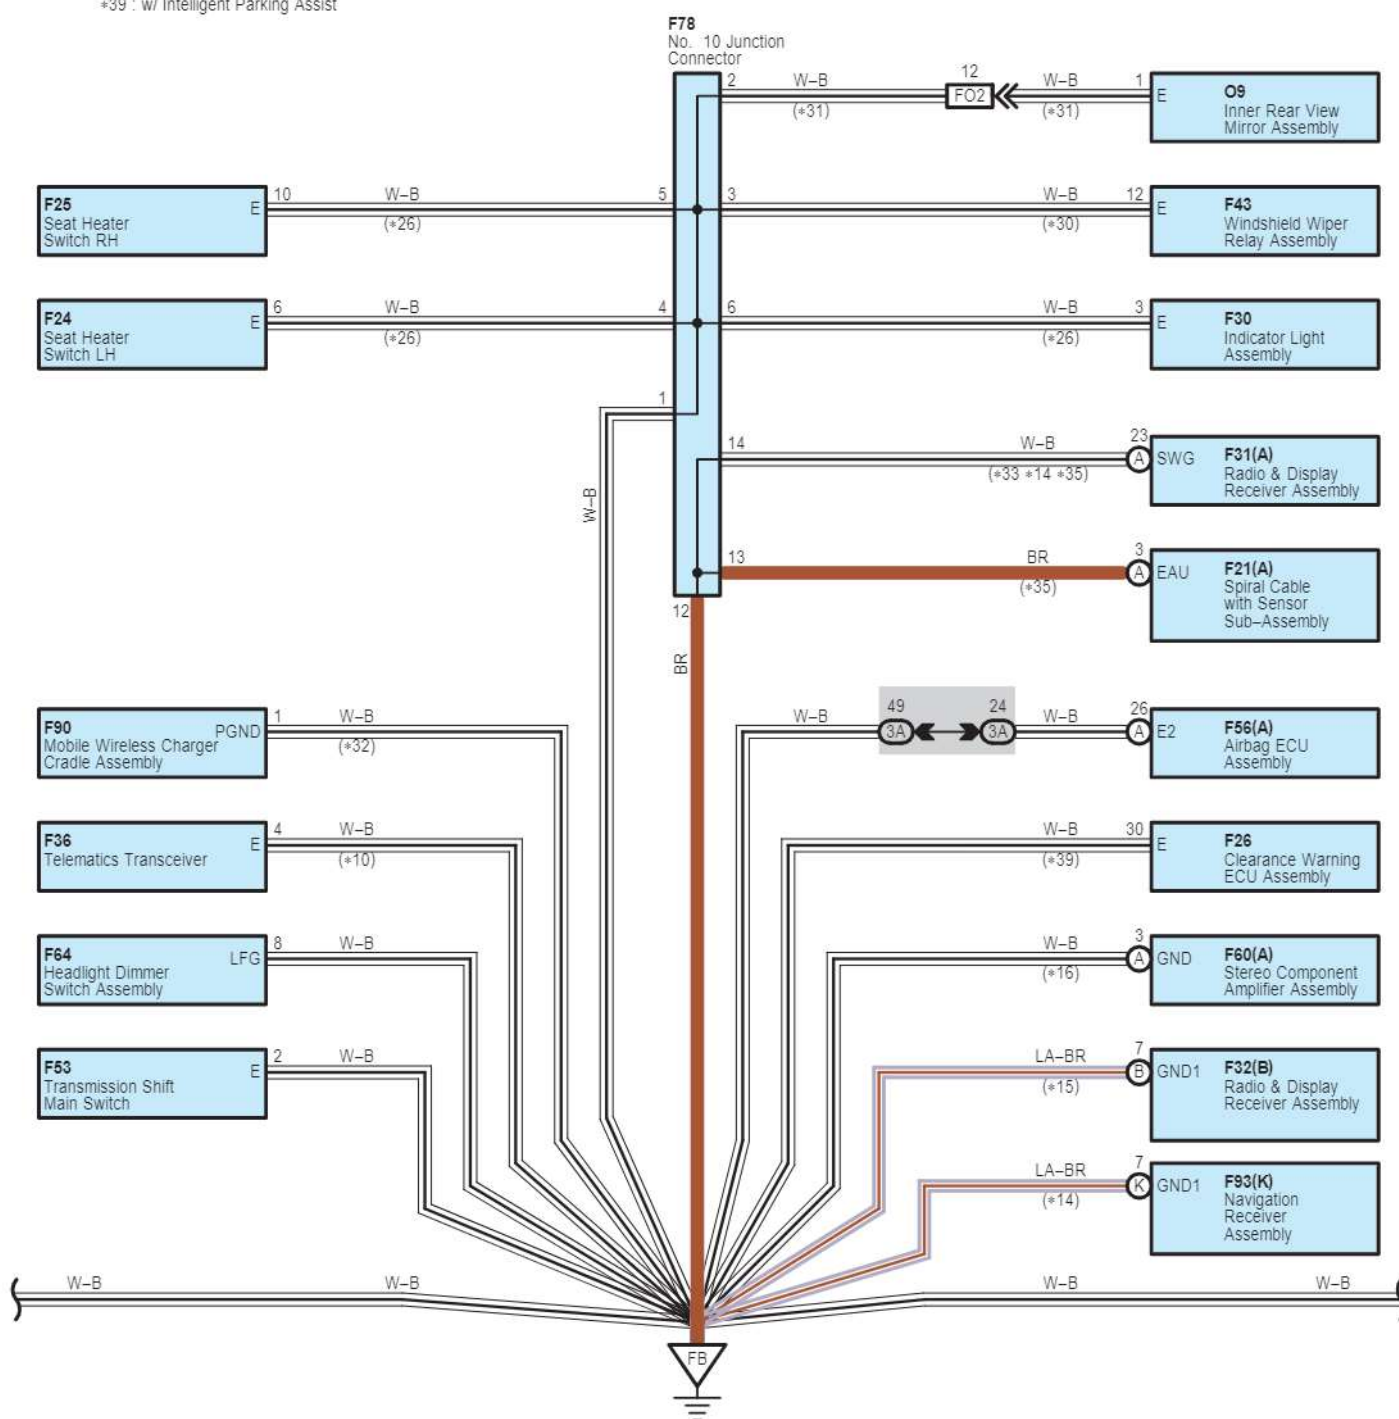 *39 : w/ Intelligent Parking Assist
F78
No. 10 Junction
Connector
2
W–B
(*31)
12
FO2
W–B
(*31)
1
E
O9
Inner Rear View
Mirror Assembly
F25
Seat Heater
Switch RH
E
10
W–B
(*26)
5
3
W–B
(*30)
12
E
F43
Windshield Wiper
Relay Assembly
F24
Seat Heater
Switch LH
E
6
W–B
(*26)
4
6
W–B
(*26)
3
E
F30
Indicator Light
Assembly
1
W–B
14
W–B
(*33 *14 *35)
23
A
SWG
F31(A)
Radio & Display
Receiver Assembly
13
BR
(*35)
3
A
EAU
F21(A)
Spiral Cable
with Sensor
Sub–Assembly
12
BR
F90
Mobile Wireless Charger
Cradle Assembly
PGND
1
W–B
(*32)
W–B
49
3A
24
3A
W–B
26
A
E2
F56(A)
Airbag ECU
Assembly
F36
Telematics Transceiver
E
4
W–B
(*10)
W–B
(*39)
30
E
F26
Clearance Warning
ECU Assembly
F64
Headlight Dimmer
Switch Assembly
LFG
8
W–B
W–B
(*16)
3
A
GND
F60(A)
Stereo Component
Amplifier Assembly
F53
Transmission Shift
Main Switch
E
2
W–B
LA–BR
(*15)
7
B
GND1
F32(B)
Radio & Display
Receiver Assembly
LA–BR
(*14)
7
K
GND1
F93(K)
Navigation
Receiver
Assembly
W–B
W–B
W–B
W–B
FB